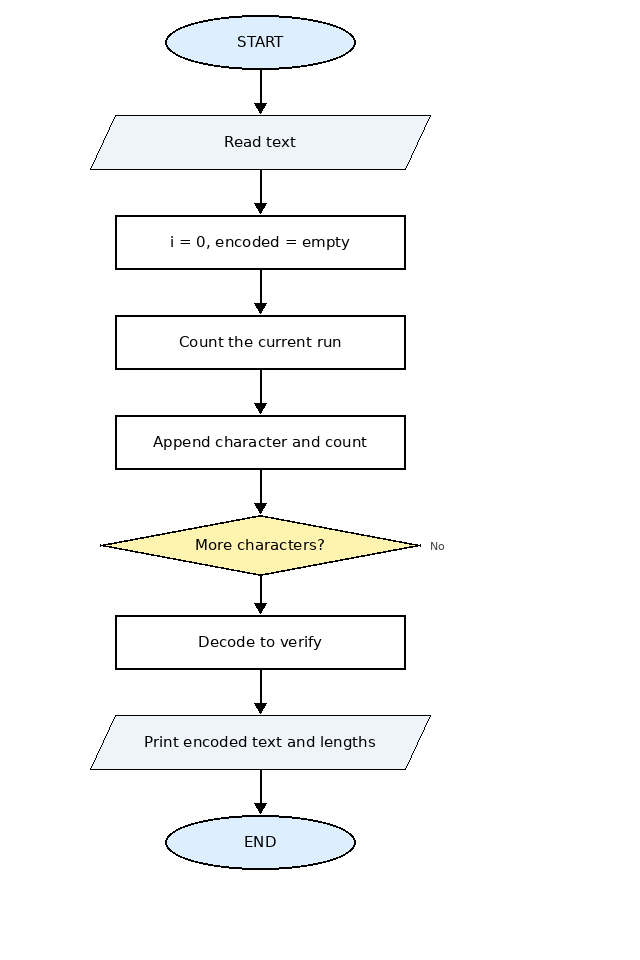 START
Read text
i = 0, encoded = empty
Count the current run
Append character and count
More characters?
No
Decode to verify
Print encoded text and lengths
END